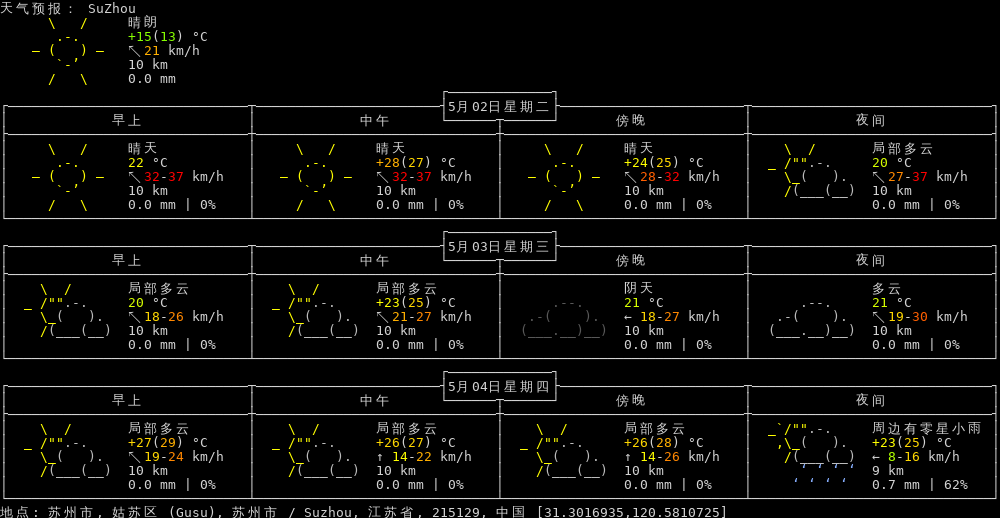 天气预报: SuZhou
晴朗
+15(13) °C
↖ 21 km/h
10 km
0.0 mm
5月02日星期二
早上 中午 傍晚 夜间
晴天 晴天 晴天 局部多云
22 °C +28(27) °C +24(25) °C 20 °C
↖ 32-37 km/h ↖ 32-37 km/h ↖ 28-32 km/h ↖ 27-37 km/h
10 km 10 km 10 km 10 km
0.0 mm | 0% 0.0 mm | 0% 0.0 mm | 0% 0.0 mm | 0%
5月03日星期三
早上 中午 傍晚 夜间
局部多云 局部多云 阴天 多云
20 °C +23(25) °C 21 °C 21 °C
↖ 18-26 km/h ↖ 21-27 km/h ← 18-27 km/h ↖ 19-30 km/h
10 km 10 km 10 km 10 km
0.0 mm | 0% 0.0 mm | 0% 0.0 mm | 0% 0.0 mm | 0%
5月04日星期四
早上 中午 傍晚 夜间
局部多云 局部多云 局部多云 周边有零星小雨
+27(29) °C +26(27) °C +26(28) °C +23(25) °C
↖ 19-24 km/h ↑ 14-22 km/h ↑ 14-26 km/h ← 8-16 km/h
10 km 10 km 10 km 9 km
0.0 mm | 0% 0.0 mm | 0% 0.0 mm | 0% 0.7 mm | 62%
地点: 苏州市, 姑苏区 (Gusu), 苏州市 / Suzhou, 江苏省, 215129, 中国 [31.3016935,120.5810725]